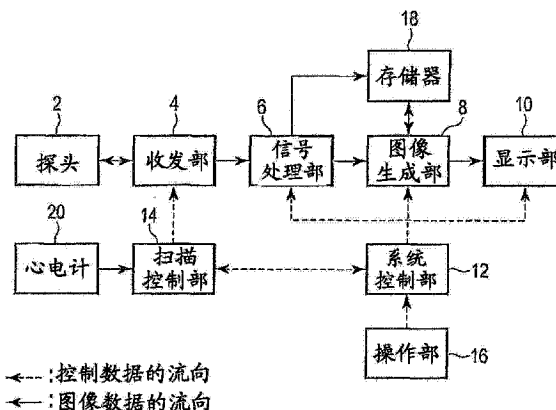 18
存储器
2
4
6
8
10
探头
收发部
信号
处理部
图像
生成部
显示部
20
14
心电计
扫描
控制部
系统
控制部
12
操作部
16
:控制数据的流向
:图像数据的流向